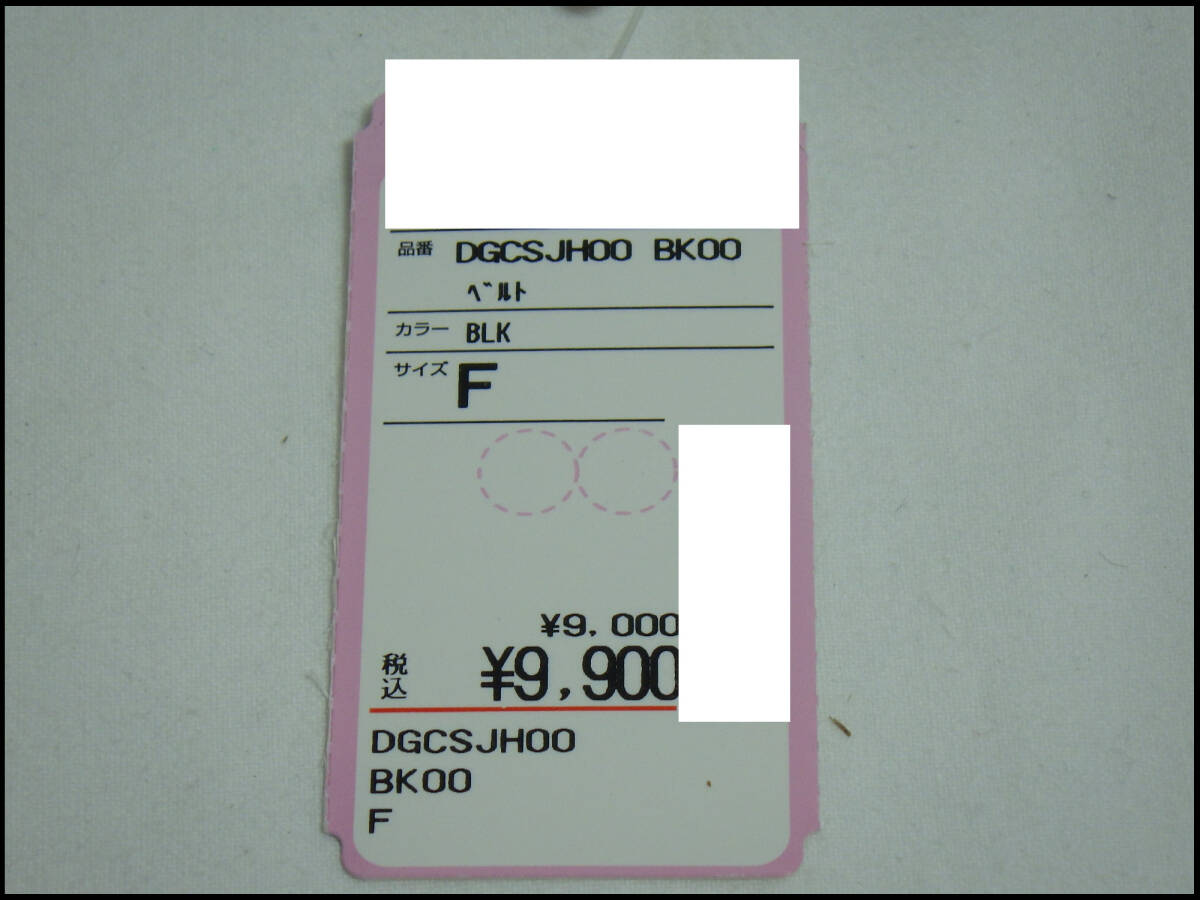 品番 DGCSJH00 BK00
ﾍﾞﾙﾄ
カラー BLK
サイズ F
¥9,000
税込 ¥9,900
DGCSJH00
BK00
F